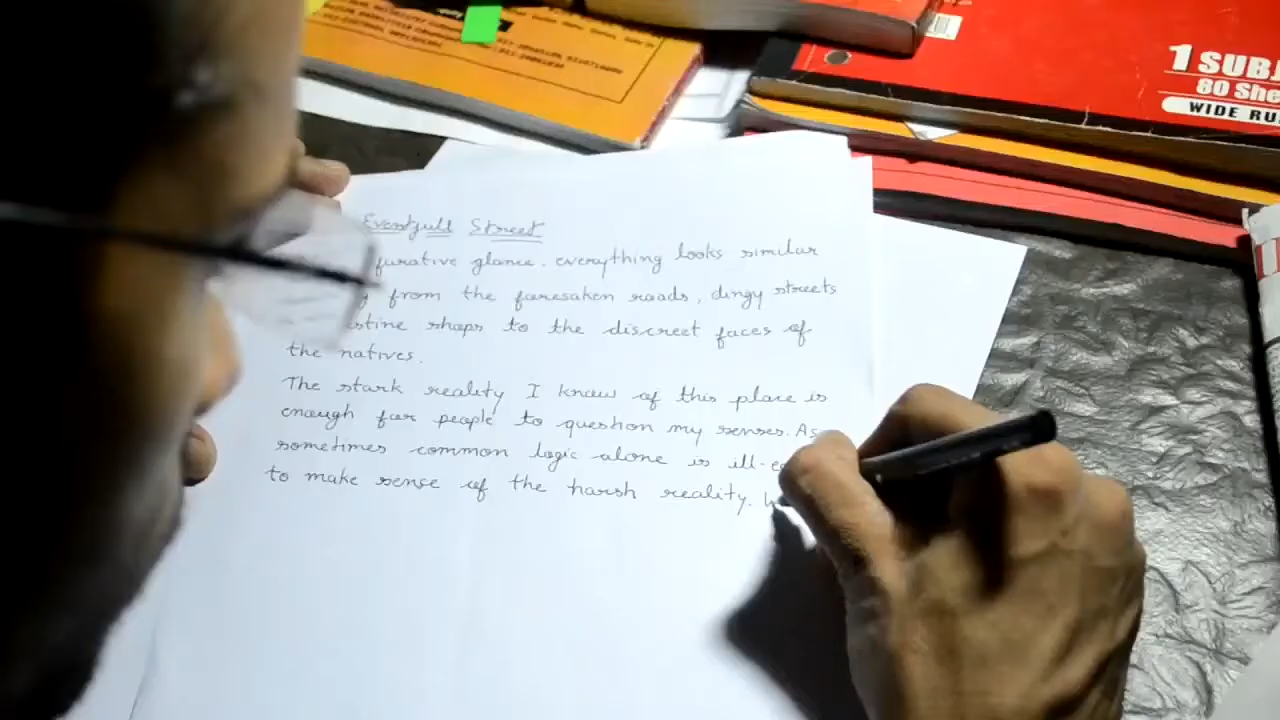 Eventfull Street
furative glance. everything looks similar
from the foresaken roads, dingy streets
stine shops to the discreet faces of
the natives.
The stark reality I know of this place is
enough for people to question my senses. As
sometimes common logic alone is ill-e
to make sense of the harsh reality.
1 SUBJ
80 She
WIDE RU